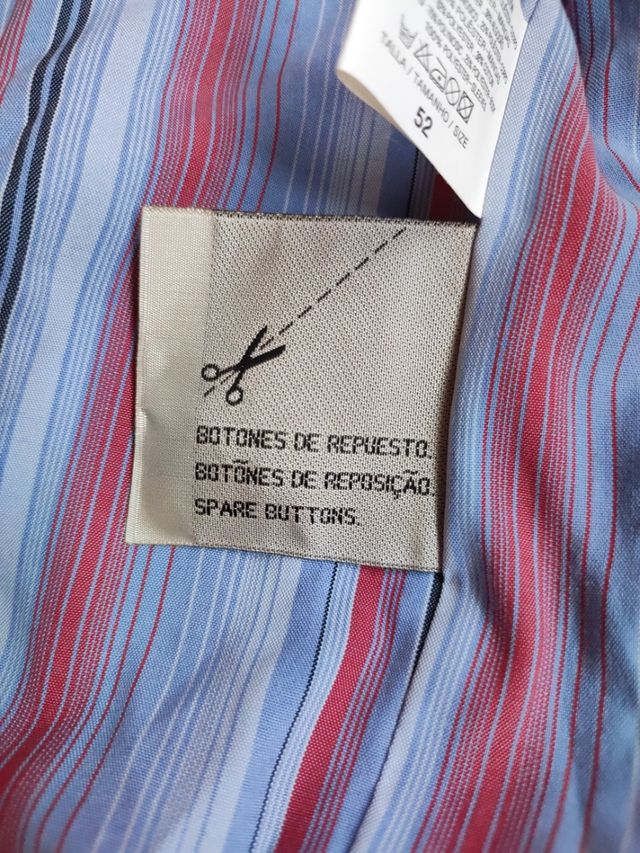 TALLA / TAMANHO / SIZE
52
BOTONES DE REPUESTO.
BOTÕNES DE REPOSIÇÃO.
SPARE BUTTONS.